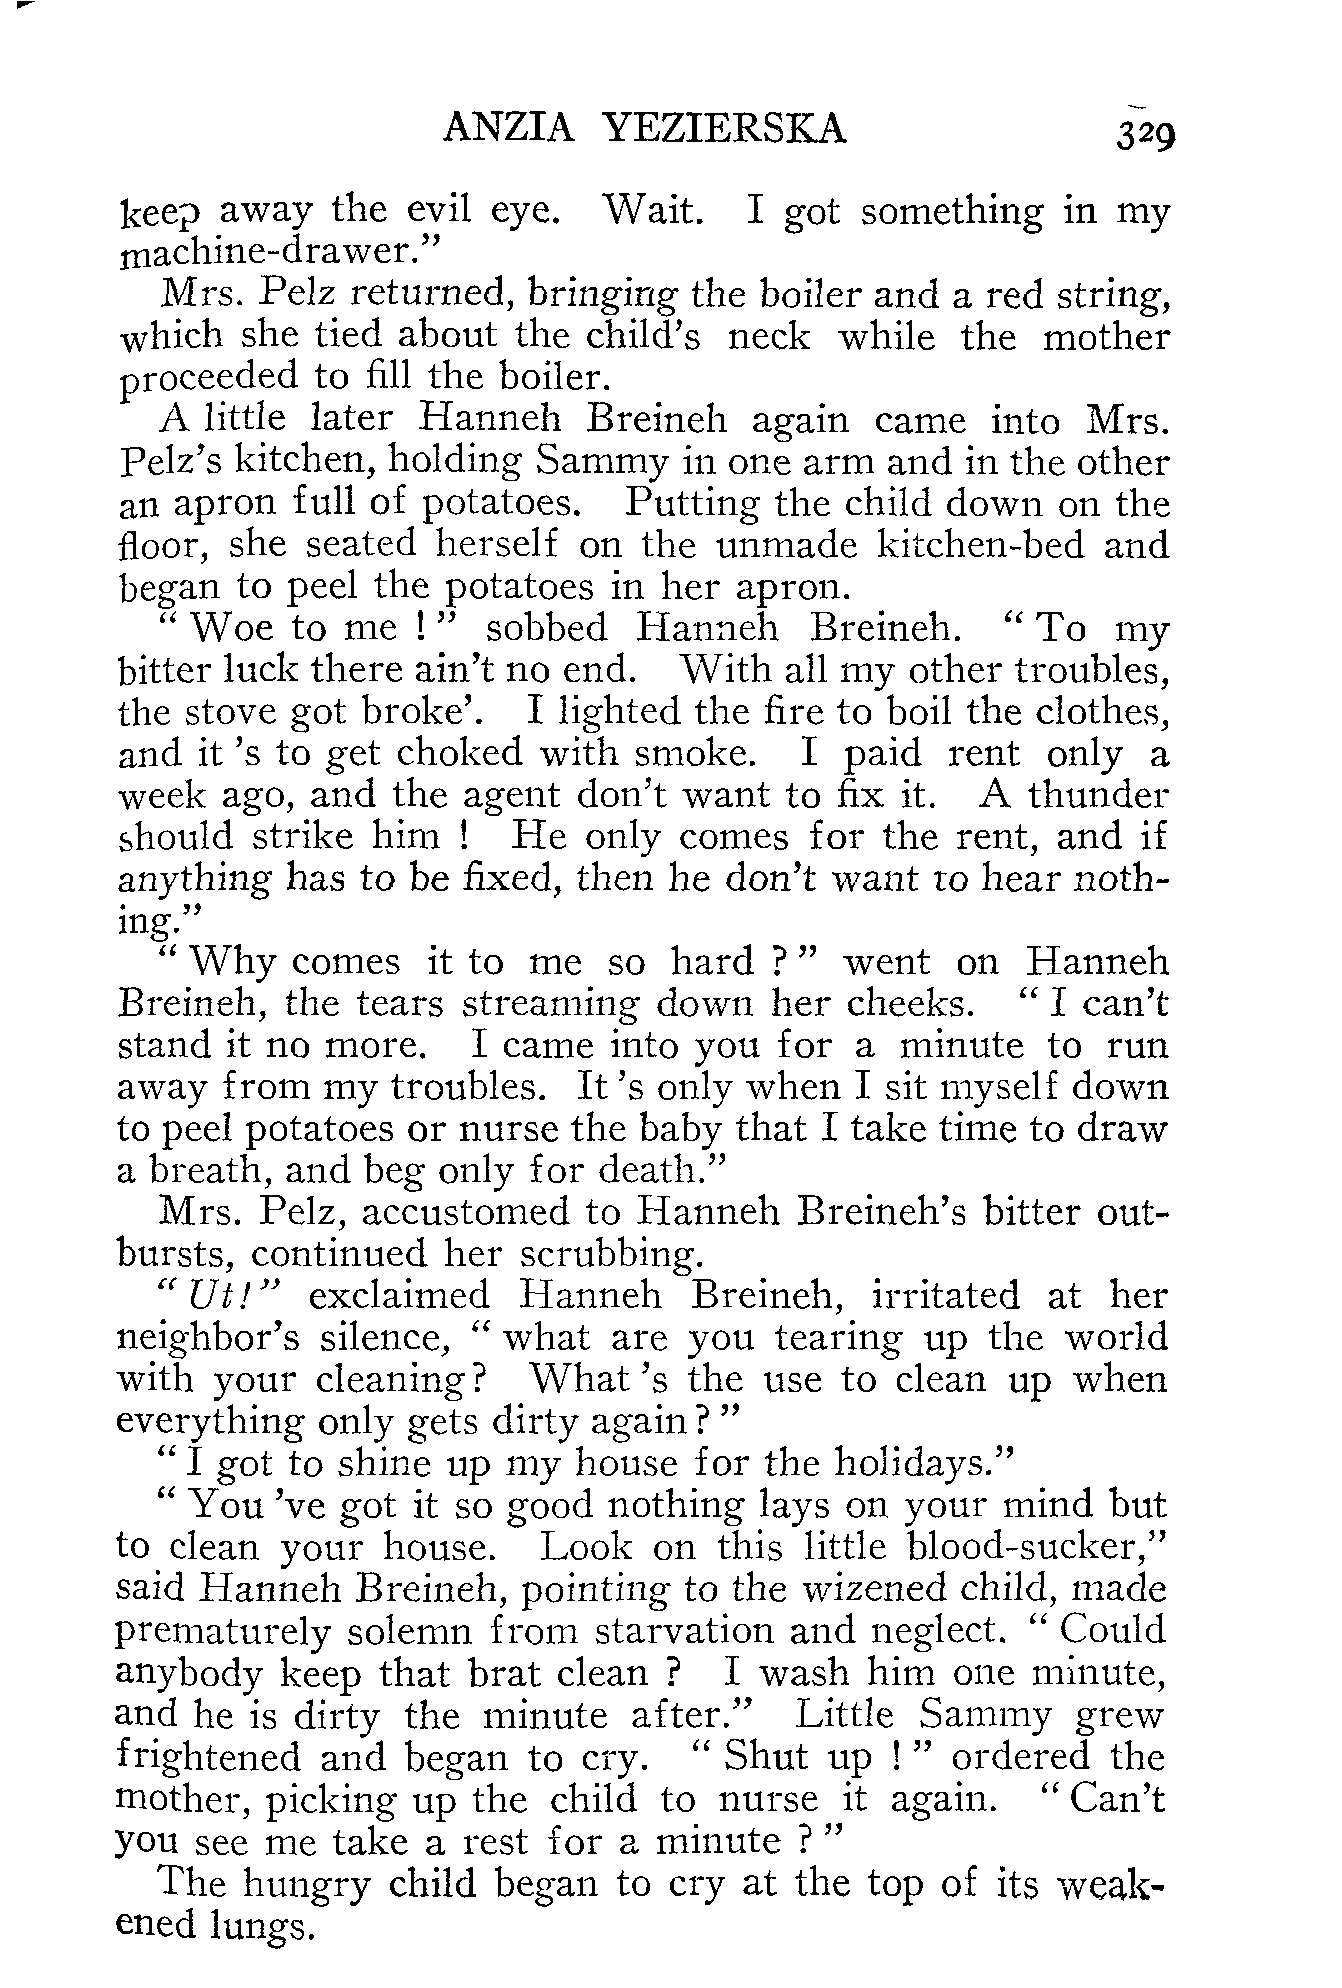 ANZIA YEZIERSKA 329
keep away the evil eye. Wait. I got something in my
machine-drawer.”
Mrs. Pelz returned, bringing the boiler and a red string,
which she tied about the child’s neck while the mother
proceeded to fill the boiler.
A little later Hanneh Breineh again came into Mrs.
Pelz’s kitchen, holding Sammy in one arm and in the other
an apron full of potatoes. Putting the child down on the
floor, she seated herself on the unmade kitchen-bed and
began to peel the potatoes in her apron.
“ Woe to me ! ” sobbed Hanneh Breineh. “ To my
bitter luck there ain’t no end. With all my other troubles,
the stove got broke’. I lighted the fire to boil the clothes,
and it ’s to get choked with smoke. I paid rent only a
week ago, and the agent don’t want to fix it. A thunder
should strike him ! He only comes for the rent, and if
anything has to be fixed, then he don’t want to hear noth-
ing.”
“ Why comes it to me so hard ? ” went on Hanneh
Breineh, the tears streaming down her cheeks. “ I can’t
stand it no more. I came into you for a minute to run
away from my troubles. It ’s only when I sit myself down
to peel potatoes or nurse the baby that I take time to draw
a breath, and beg only for death.”
Mrs. Pelz, accustomed to Hanneh Breineh’s bitter out-
bursts, continued her scrubbing.
“ Ut! ” exclaimed Hanneh Breineh, irritated at her
neighbor’s silence, “ what are you tearing up the world
with your cleaning? What ’s the use to clean up when
everything only gets dirty again? ”
“ I got to shine up my house for the holidays.”
“ You ’ve got it so good nothing lays on your mind but
to clean your house. Look on this little blood-sucker,”
said Hanneh Breineh, pointing to the wizened child, made
prematurely solemn from starvation and neglect. “ Could
anybody keep that brat clean ? I wash him one minute,
and he is dirty the minute after.” Little Sammy grew
frightened and began to cry. “ Shut up ! ” ordered the
mother, picking up the child to nurse it again. “ Can’t
you see me take a rest for a minute ? ”
The hungry child began to cry at the top of its weak-
ened lungs.